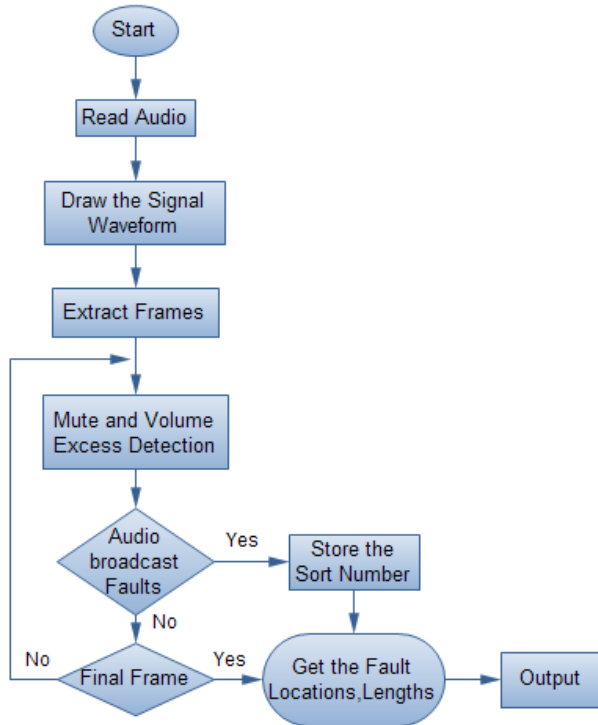 Start
Read Audio
Draw the Signal
Waveform
Extract Frames
Mute and Volume
Excess Detection
Audio
broadcast
Faults
Yes
Store the
Sort Number
No
No
Final Frame
Yes
Get the Fault
Locations,Lengths
Output